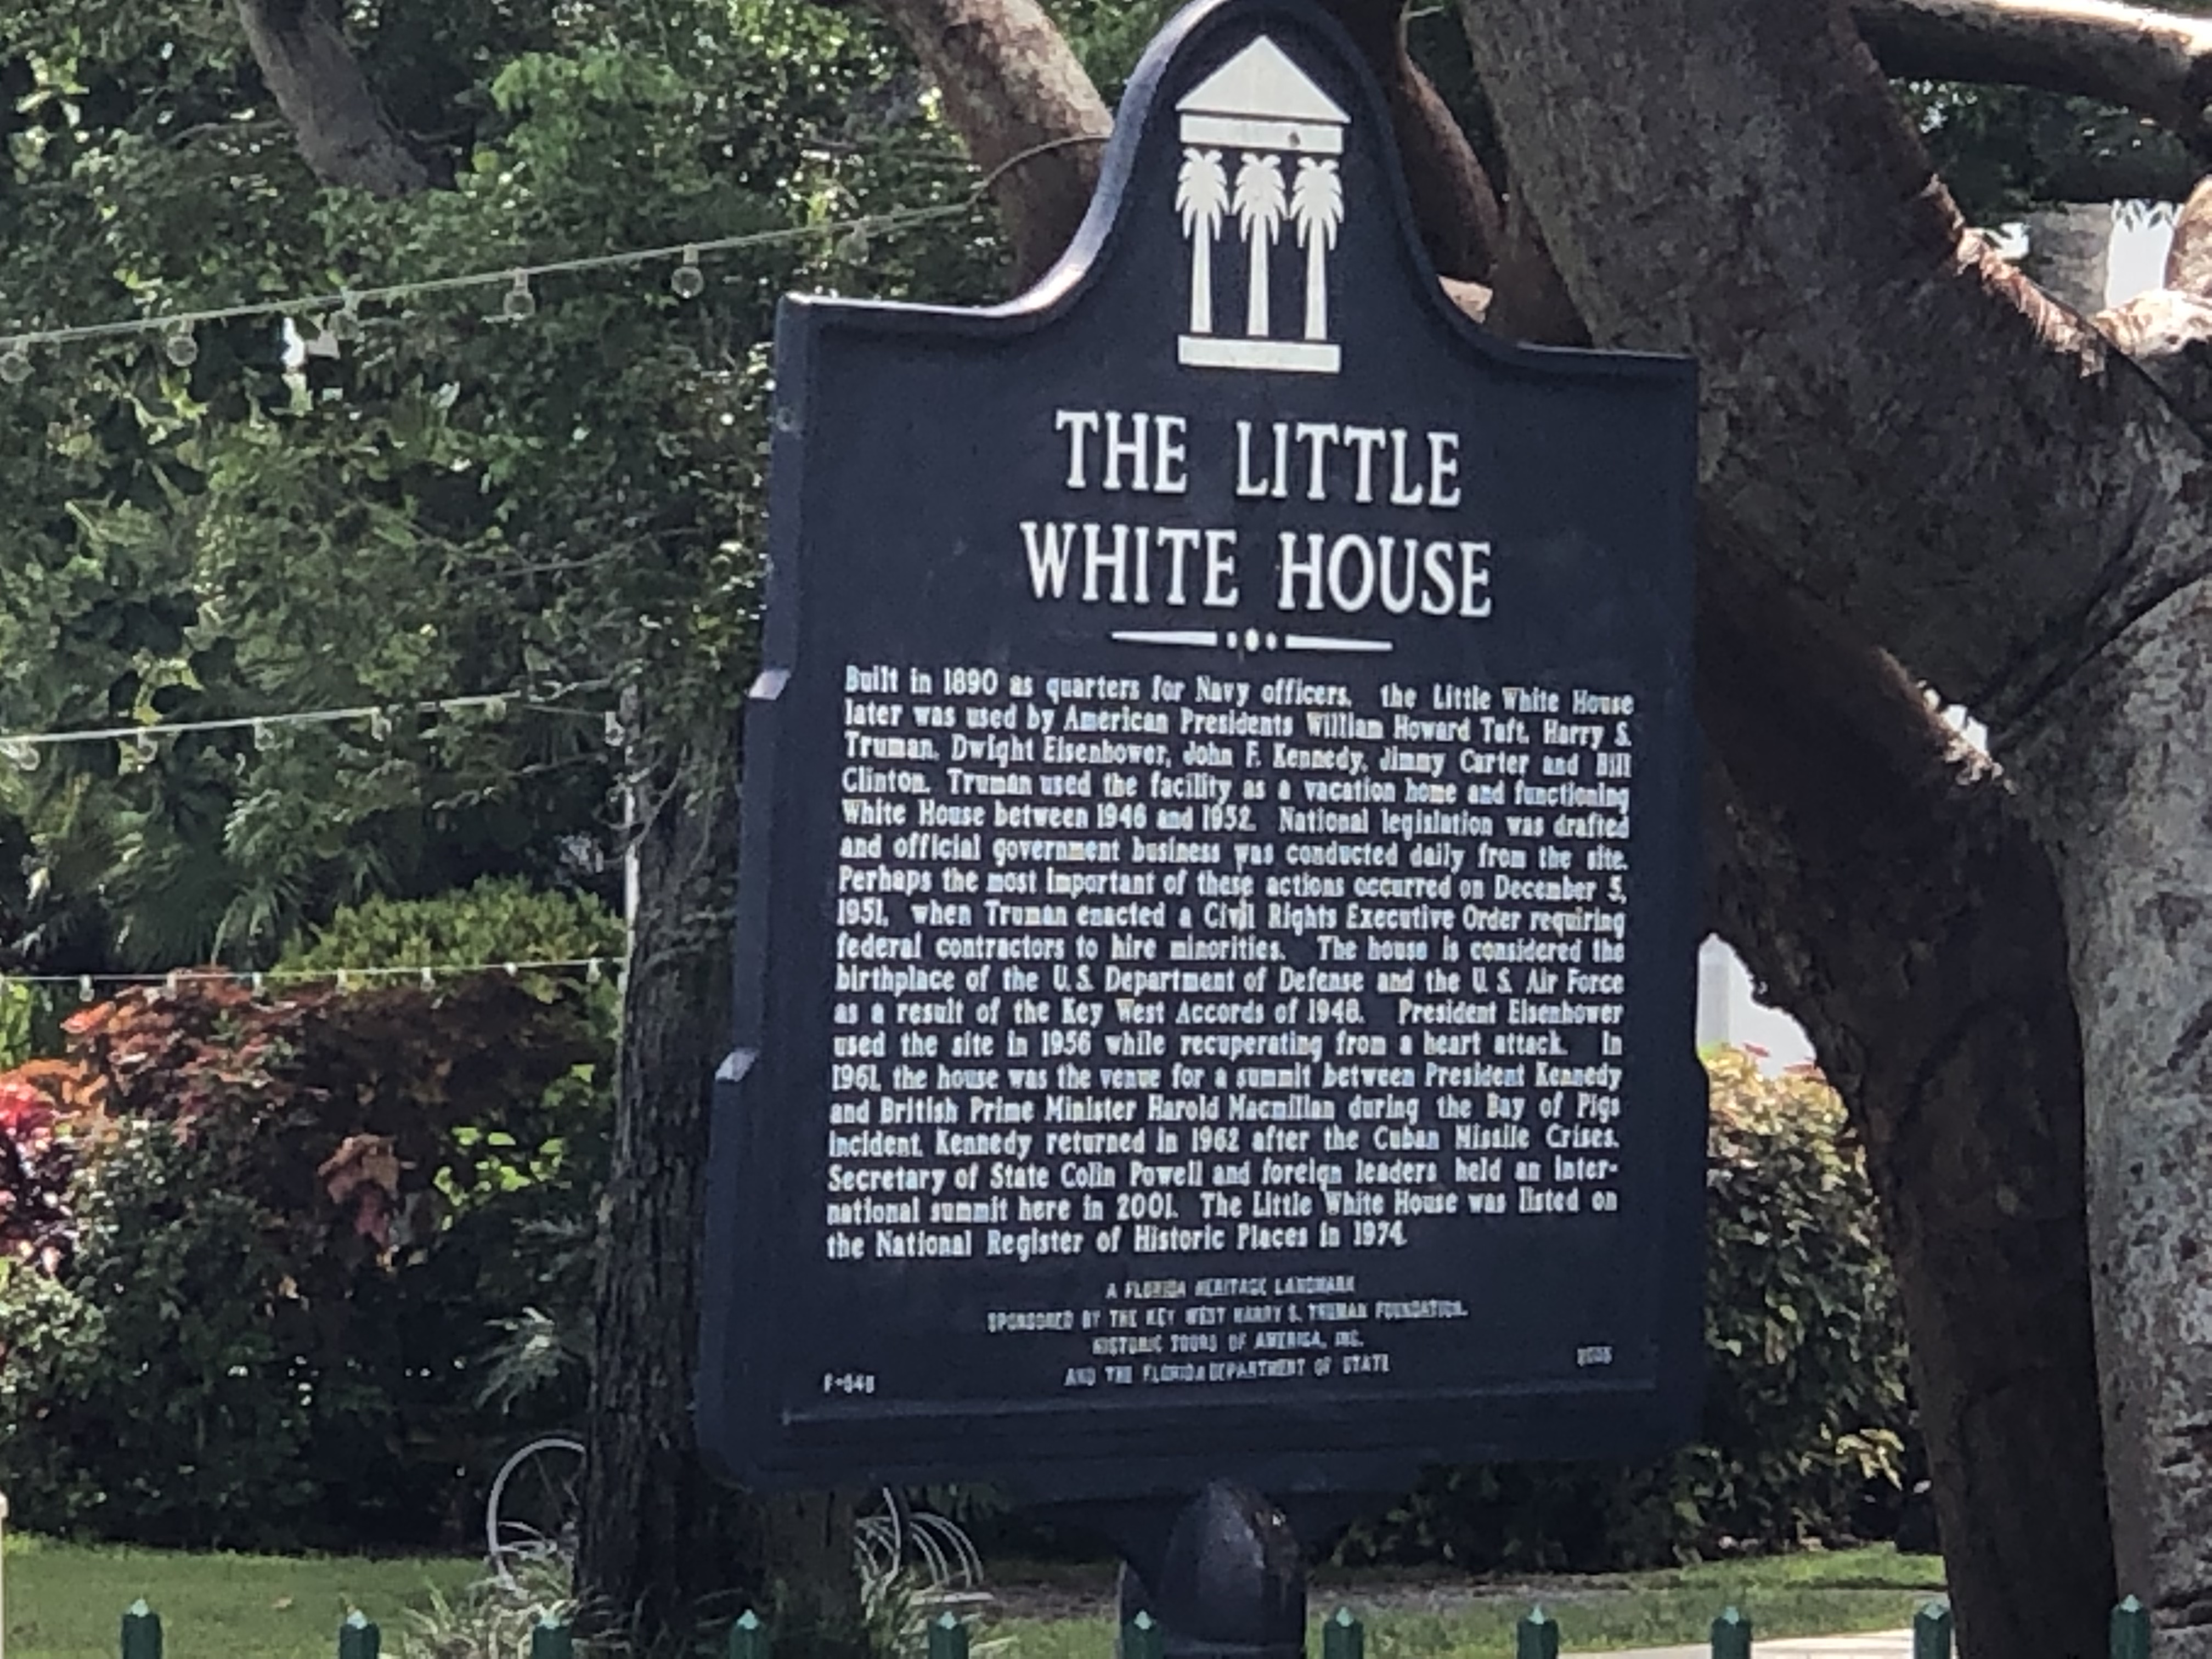 THE LITTLE
WHITE HOUSE
Built in 1890 as quarters for Navy officers, the Little White House
later was used by American Presidents William Howard Taft, Harry S.
Truman, Dwight Eisenhower, John F. Kennedy, Jimmy Carter and Bill
Clinton. Truman used the facility as a vacation home and functioning
White House between 1946 and 1952. National legislation was drafted
and official government business was conducted daily from the site.
Perhaps the most important of these actions occurred on December 5,
1951, when Truman enacted a Civil Rights Executive Order requiring
federal contractors to hire minorities. The house is considered the
birthplace of the U.S. Department of Defense and the U.S. Air Force
as a result of the Key West Accords of 1948. President Eisenhower
used the site in 1956 while recuperating from a heart attack. In
1961, the house was the venue for a summit between President Kennedy
and British Prime Minister Harold Macmillan during the Bay of Pigs
incident. Kennedy returned in 1962 after the Cuban Missile Crises.
Secretary of State Colin Powell and foreign leaders held an inter-
national summit here in 2001. The Little White House was listed on
the National Register of Historic Places in 1974.
A FLORIDA HERITAGE LANDMARK
SPONSORED BY THE KEY WEST HARRY S. TRUMAN FOUNDATION,
HISTORIC TOURS OF AMERICA, INC.
AND THE FLORIDA DEPARTMENT OF STATE